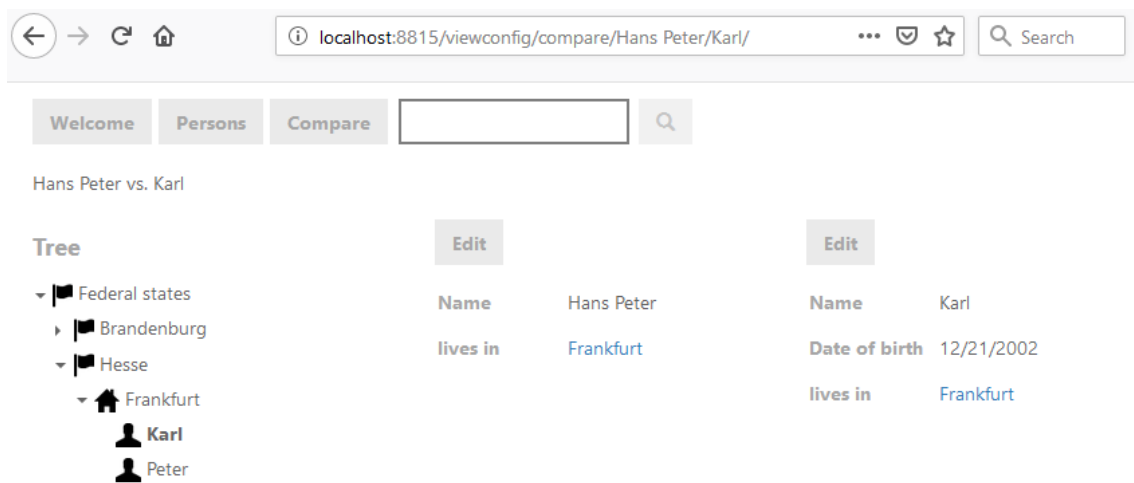 localhost:8815/viewconfig/compare/Hans Peter/Karl/
Search
Welcome
Persons
Compare
Hans Peter vs. Karl
Tree
Federal states
Brandenburg
Hesse
Frankfurt
Karl
Peter
Edit
Name Hans Peter
lives in Frankfurt
Edit
Name Karl
Date of birth 12/21/2002
lives in Frankfurt